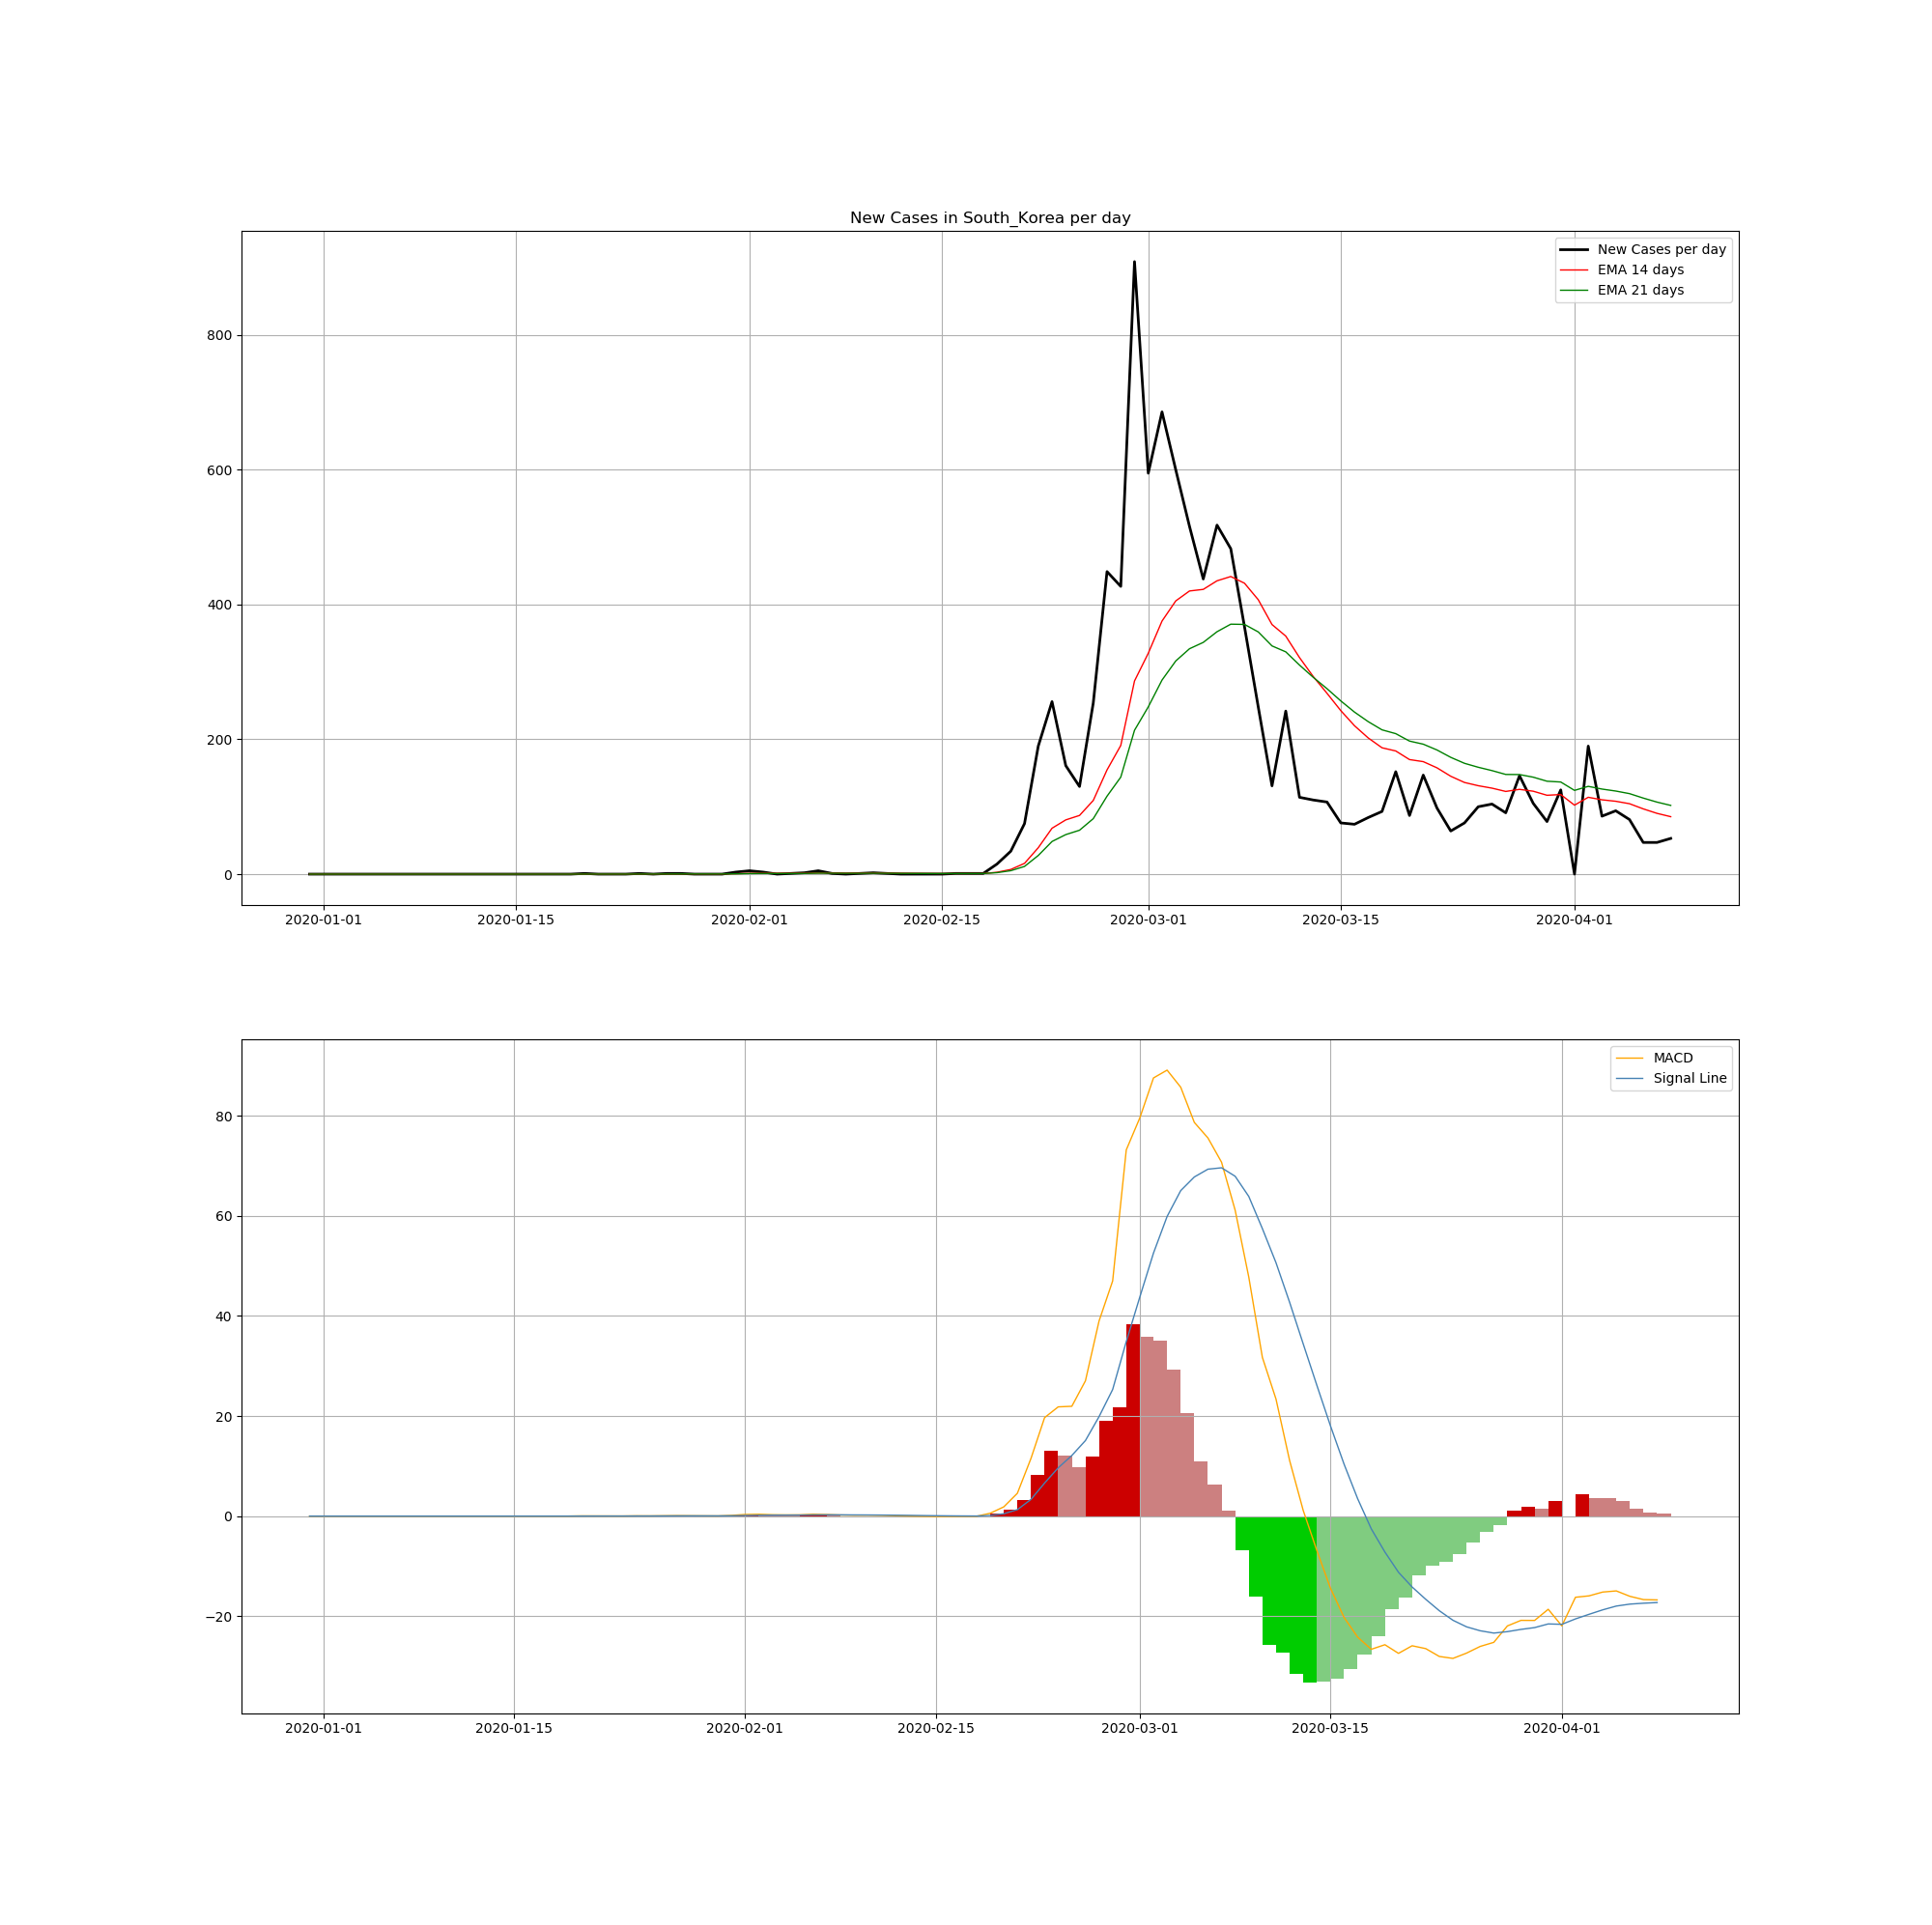 New Cases in South_Korea per day
New Cases per day
EMA 14 days
EMA 21 days
800
600
400
200
0
2020-01-01 2020-01-15 2020-02-01 2020-02-15 2020-03-01 2020-03-15 2020-04-01
MACD
Signal Line
80
60
40
20
0
−20
2020-01-01 2020-01-15 2020-02-01 2020-02-15 2020-03-01 2020-03-15 2020-04-01